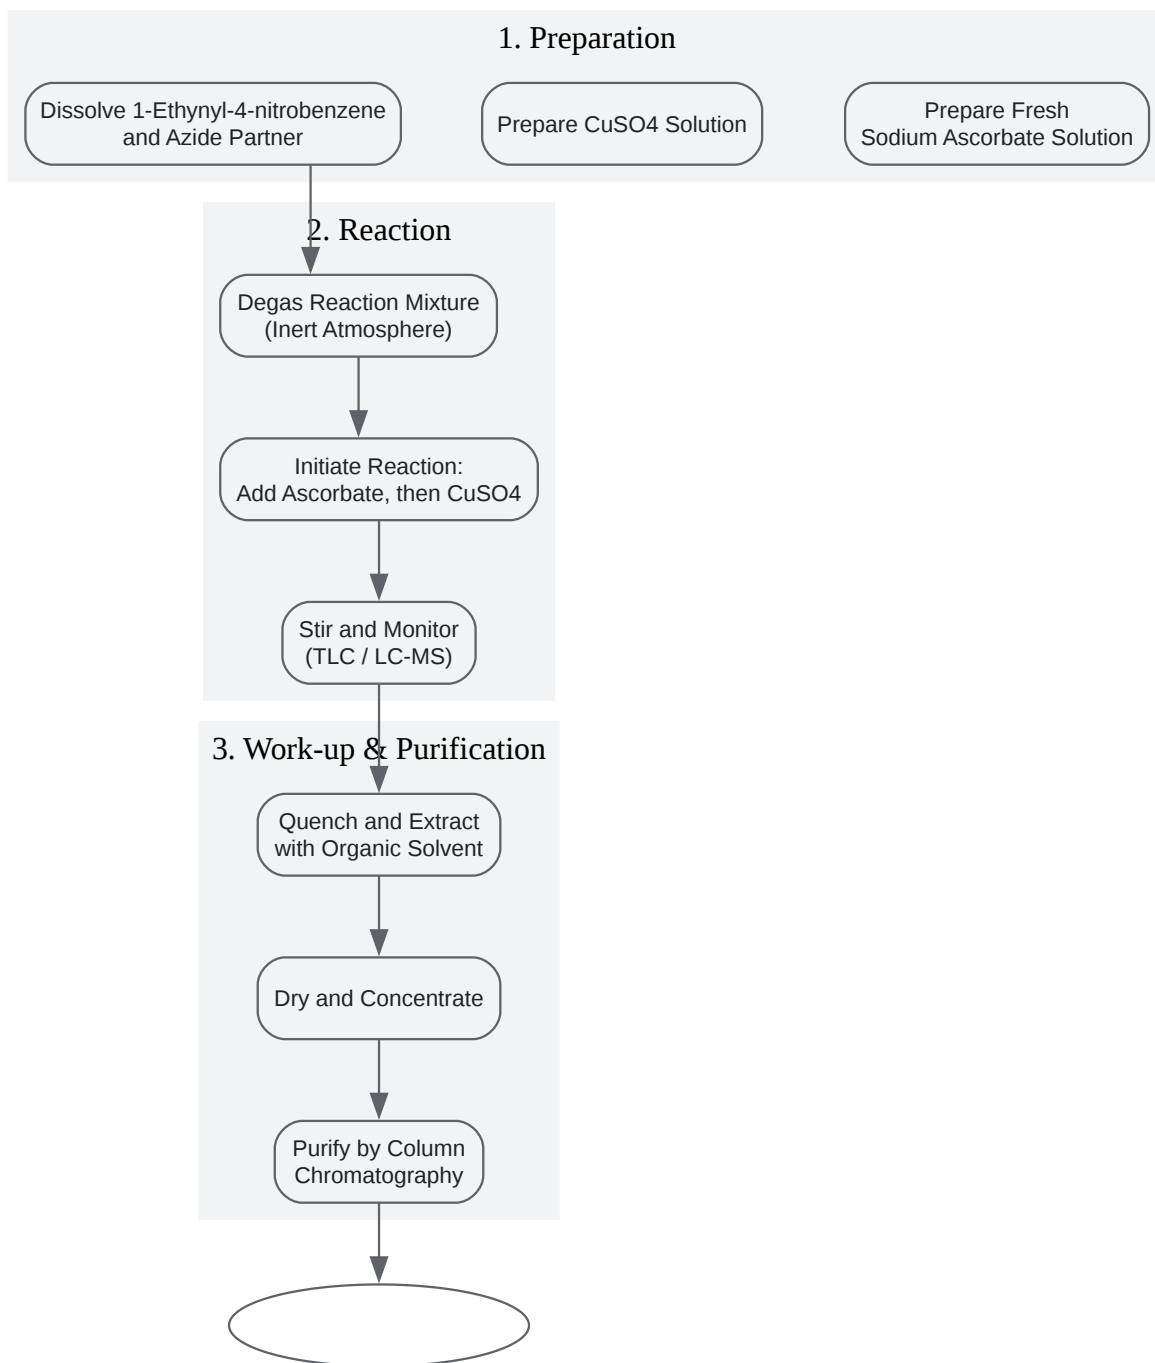 1. Preparation
Dissolve 1-Ethynyl-4-nitrobenzene
and Azide Partner
Prepare CuSO4 Solution
Prepare Fresh
Sodium Ascorbate Solution
2. Reaction
Degas Reaction Mixture
(Inert Atmosphere)
Initiate Reaction:
Add Ascorbate, then CuSO4
Stir and Monitor
(TLC / LC-MS)
3. Work-up & Purification
Quench and Extract
with Organic Solvent
Dry and Concentrate
Purify by Column
Chromatography